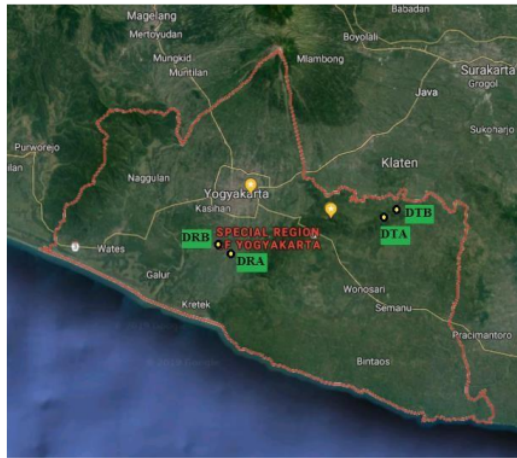 Magelang
Babadan
Mertoyudan
Boyolali
Mungkid
Mlambong
Surakarta
Muntilan
Grogol
Java
Sukoharjo
Purworejo
Klaten
Naggulan
Yogyakarta
Kasihan
DTB
SPECIAL REGION
DTA
DRB
F YOGYAKARTA
Wates
DRA
Galur
Wonosari
Kretek
Semanu
Pracimantoro
Bintaos